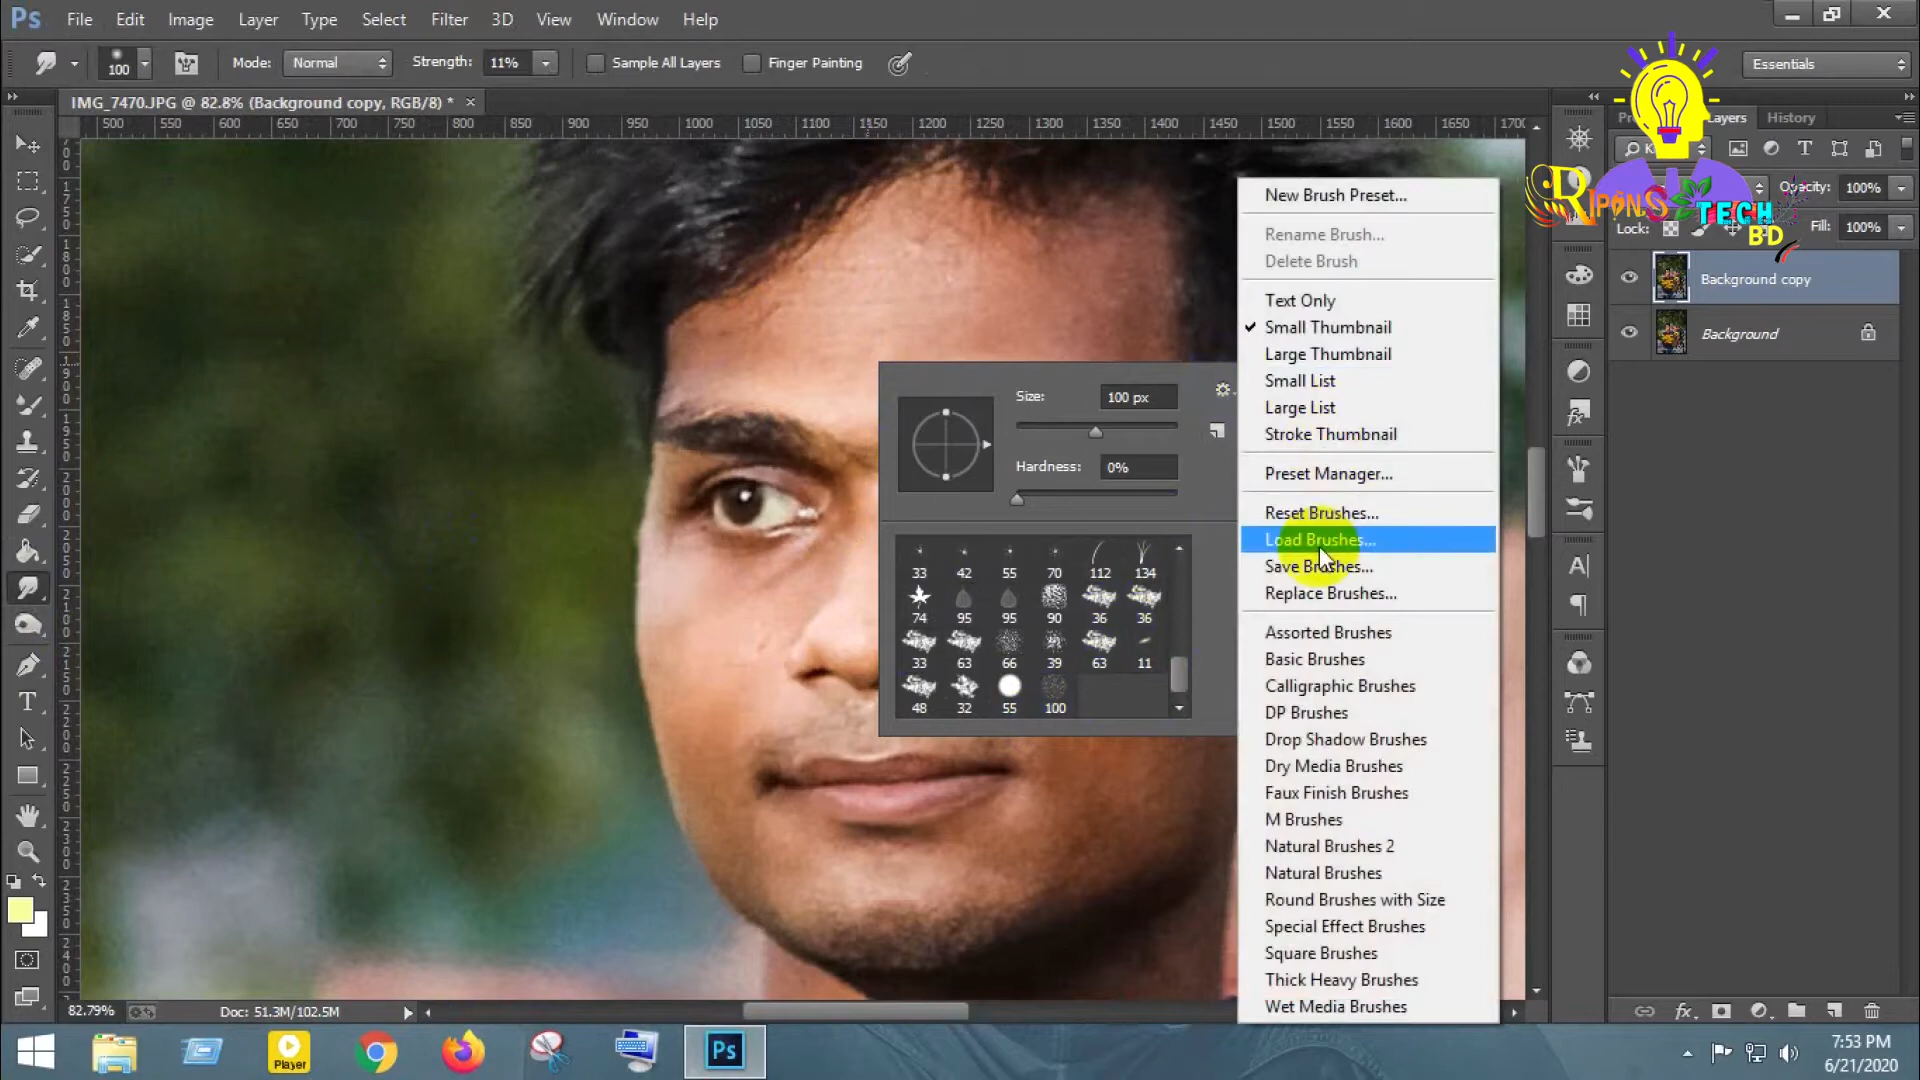 Ps File Edit Image Layer Type Select Filter 3D View Window Help
100 Mode: Normal Strength: 11% Sample All Layers Finger Painting Essentials
IMG_7470.JPG @ 82.8% (Background copy, RGB/8) *
500 550 600 650 700 750 800 850 900 950 1000 1050 1100 1150 1200 1250 1300 1350 1400 1450 1500 1550 1600 1650 1700
Layers History
Opacity: 100%
RIPON'S TECH BD
Lock: Fill: 100%
Background copy
Background
Size: 100 px
Hardness: 0%
33 42 55 70 112 134
74 95 95 90 36 36
33 63 66 39 63 11
48 32 55 100
New Brush Preset...
Rename Brush...
Delete Brush
Text Only
Small Thumbnail
Large Thumbnail
Small List
Large List
Stroke Thumbnail
Preset Manager...
Reset Brushes...
Load Brushes...
Save Brushes...
Replace Brushes...
Assorted Brushes
Basic Brushes
Calligraphic Brushes
DP Brushes
Drop Shadow Brushes
Dry Media Brushes
Faux Finish Brushes
M Brushes
Natural Brushes 2
Natural Brushes
Round Brushes with Size
Special Effect Brushes
Square Brushes
Thick Heavy Brushes
Wet Media Brushes
82.79% Doc: 51.3M/102.5M
Player
Ps
7:53 PM
6/21/2020